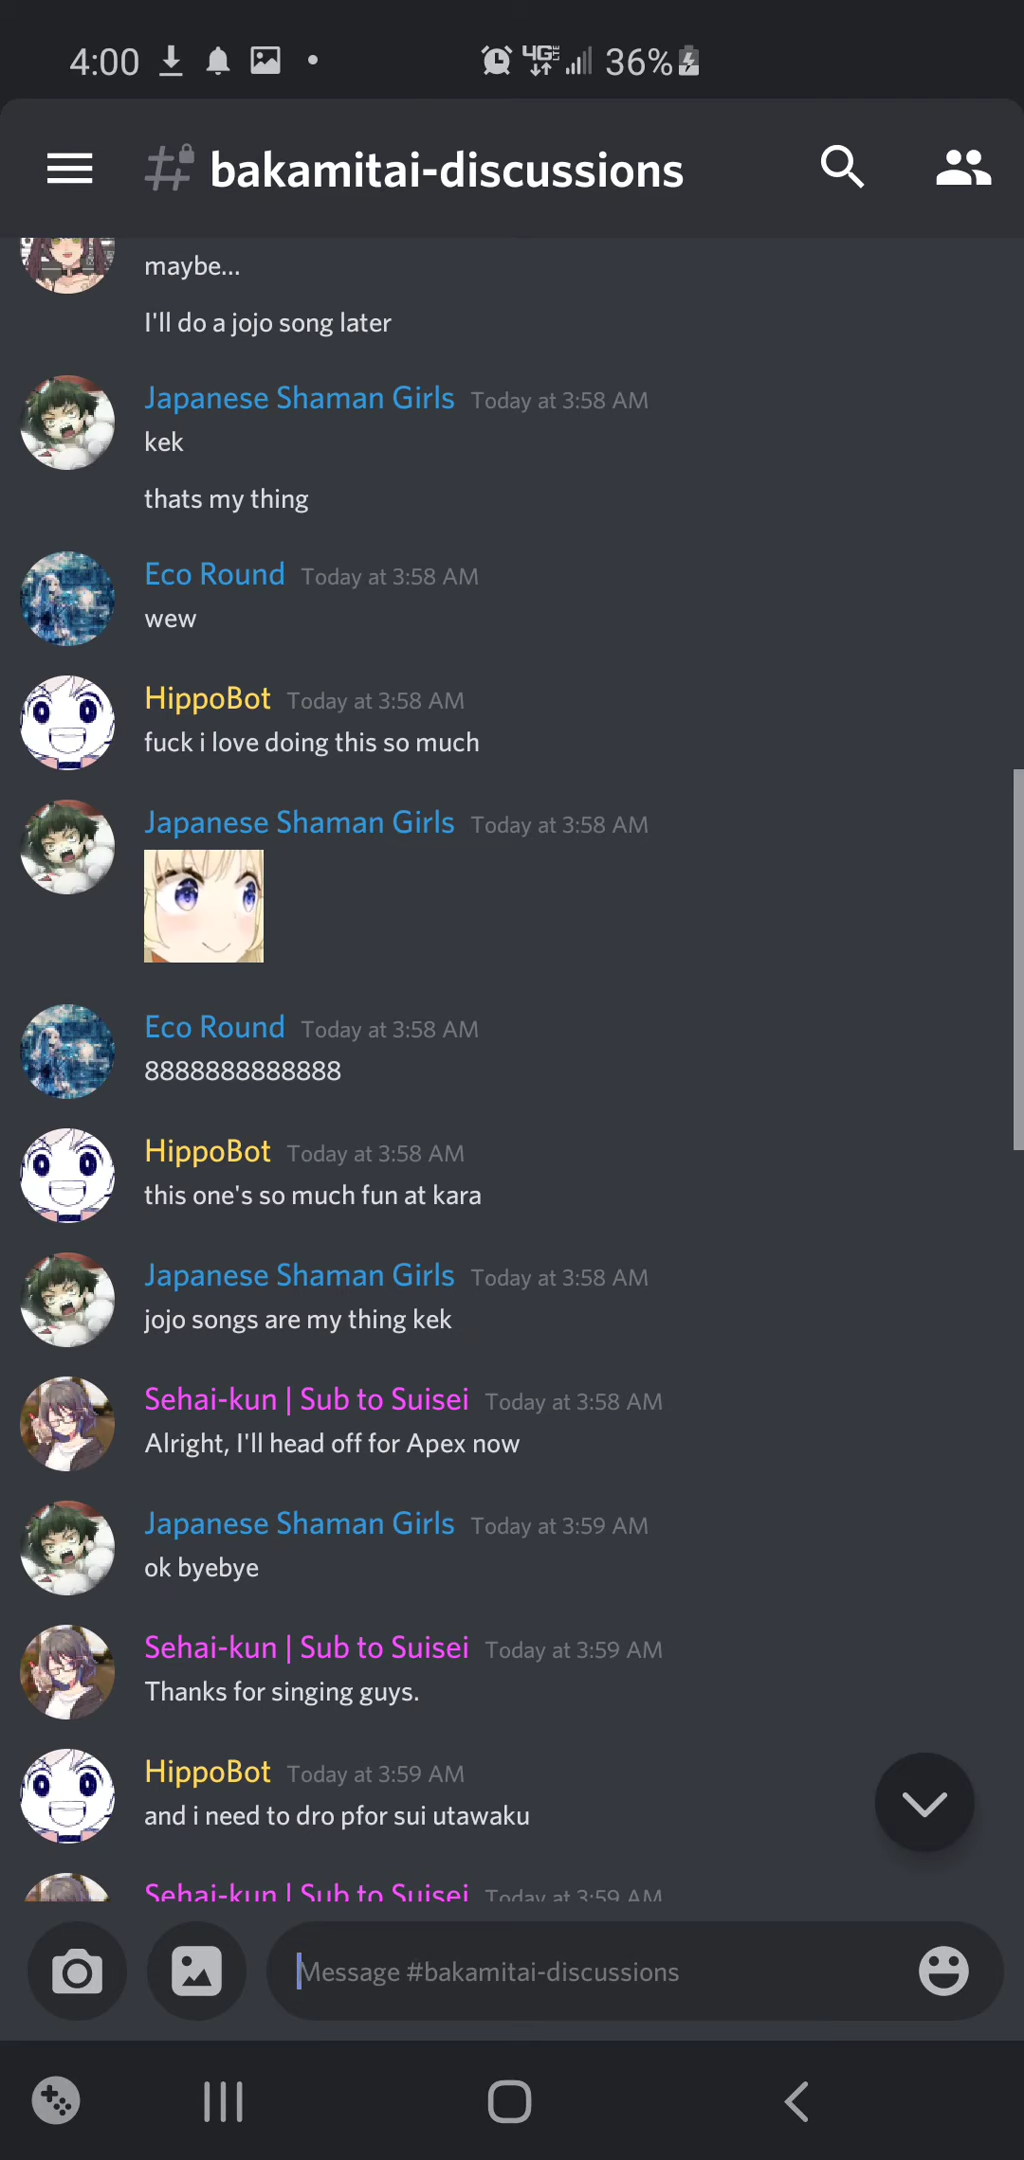 4:00 4G LTE 36%
bakamitai-discussions
maybe...
I'll do a jojo song later
Japanese Shaman Girls Today at 3:58 AM
kek
thats my thing
Eco Round Today at 3:58 AM
wew
HippoBot Today at 3:58 AM
fuck i love doing this so much
Japanese Shaman Girls Today at 3:58 AM
Eco Round Today at 3:58 AM
8888888888888
HippoBot Today at 3:58 AM
this one's so much fun at kara
Japanese Shaman Girls Today at 3:58 AM
jojo songs are my thing kek
Sehai-kun | Sub to Suisei Today at 3:58 AM
Alright, I'll head off for Apex now
Japanese Shaman Girls Today at 3:59 AM
ok byebye
Sehai-kun | Sub to Suisei Today at 3:59 AM
Thanks for singing guys.
HippoBot Today at 3:59 AM
and i need to dro pfor sui utawaku
Sehai-kun | Sub to Suisei Today at 3:59 AM
Message #bakamitai-discussions